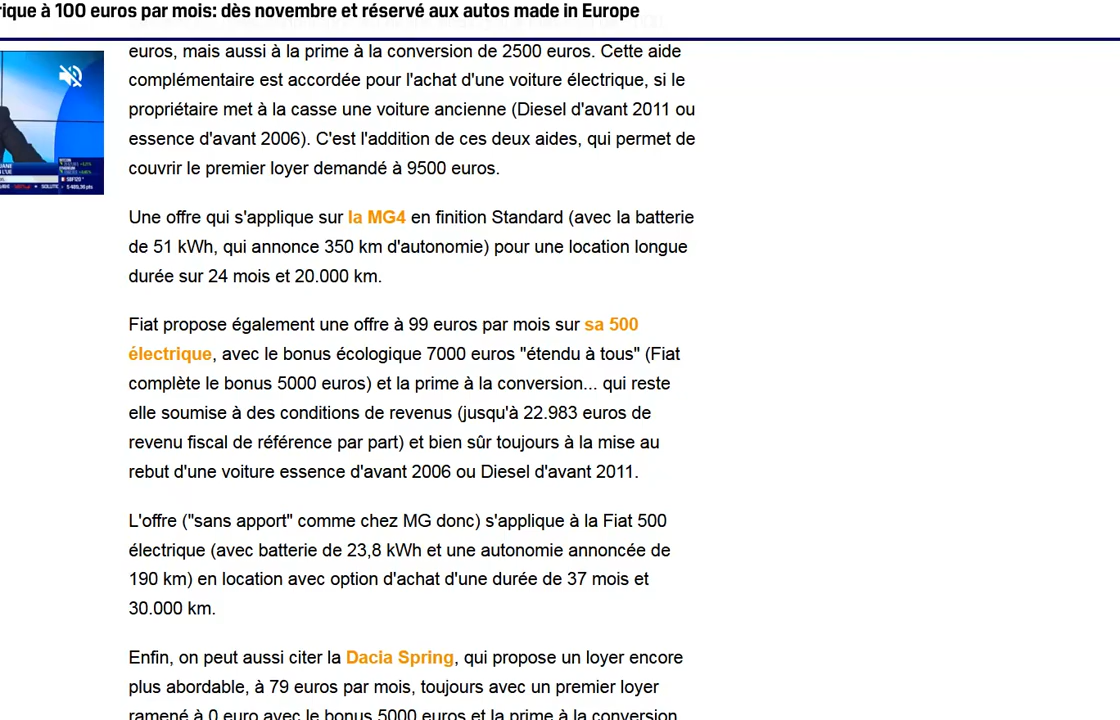 rique à 100 euros par mois: dès novembre et réservé aux autos made in Europe
euros, mais aussi à la prime à la conversion de 2500 euros. Cette aide
complémentaire est accordée pour l'achat d'une voiture électrique, si le
propriétaire met à la casse une voiture ancienne (Diesel d'avant 2011 ou
essence d'avant 2006). C'est l'addition de ces deux aides, qui permet de
couvrir le premier loyer demandé à 9500 euros.
Une offre qui s'applique sur la MG4 en finition Standard (avec la batterie
de 51 kWh, qui annonce 350 km d'autonomie) pour une location longue
durée sur 24 mois et 20.000 km.
Fiat propose également une offre à 99 euros par mois sur sa 500
électrique, avec le bonus écologique 7000 euros "étendu à tous" (Fiat
complète le bonus 5000 euros) et la prime à la conversion... qui reste
elle soumise à des conditions de revenus (jusqu'à 22.983 euros de
revenu fiscal de référence par part) et bien sûr toujours à la mise au
rebut d'une voiture essence d'avant 2006 ou Diesel d'avant 2011.
L'offre ("sans apport" comme chez MG donc) s'applique à la Fiat 500
électrique (avec batterie de 23,8 kWh et une autonomie annoncée de
190 km) en location avec option d'achat d'une durée de 37 mois et
30.000 km.
Enfin, on peut aussi citer la Dacia Spring, qui propose un loyer encore
plus abordable, à 79 euros par mois, toujours avec un premier loyer
ramené à 0 euro avec le bonus 5000 euros et la prime à la conversion